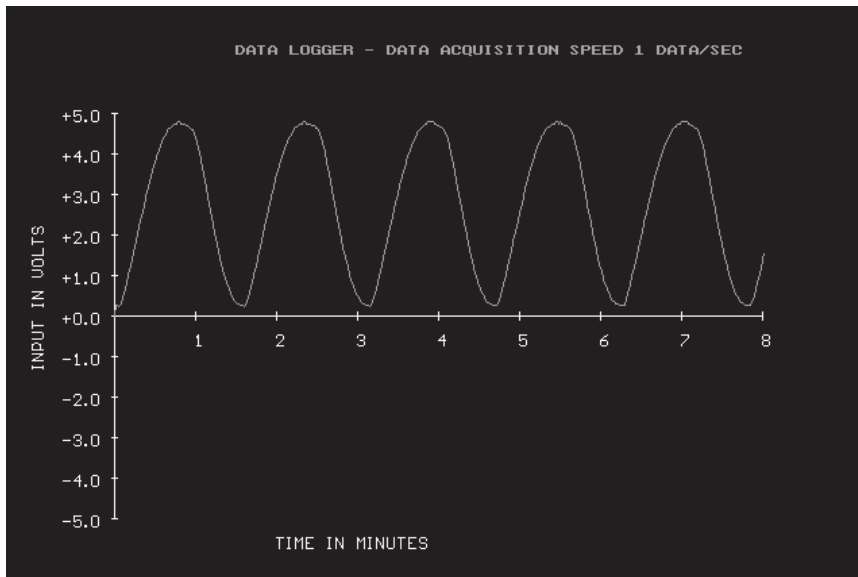 DATA LOGGER - DATA ACQUISITION SPEED 1 DATA/SEC
+5.0
+4.0
+3.0
+2.0
+1.0
+0.0
-1.0
-2.0
-3.0
-4.0
-5.0
INPUT IN VOLTS
1 2 3 4 5 6 7 8
TIME IN MINUTES